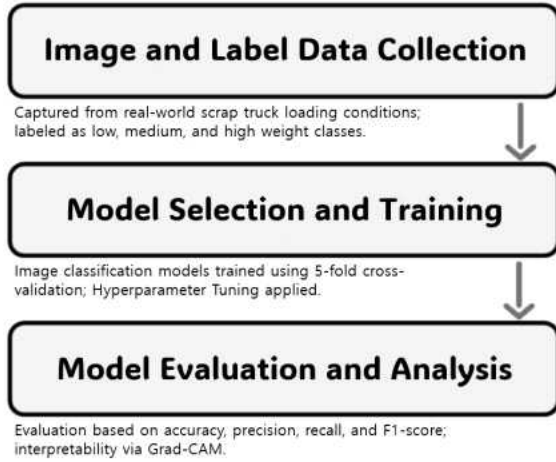 Image and Label Data Collection
Captured from real-world scrap truck loading conditions;
labeled as low, medium, and high weight classes.
Model Selection and Training
Image classification models trained using 5-fold cross-
validation; Hyperparameter Tuning applied.
Model Evaluation and Analysis
Evaluation based on accuracy, precision, recall, and F1-score;
interpretability via Grad-CAM.